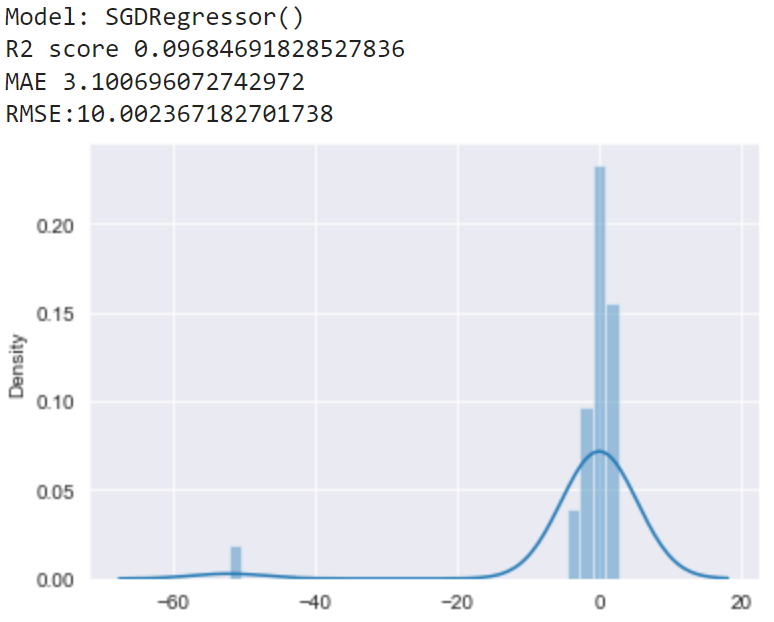 Model: SGDRegressor()
R2 score 0.09684691828527836
MAE 3.100696072742972
RMSE:10.002367182701738
0.20
0.15
0.10
0.05
0.00
Density
−60 −40 −20 0 20